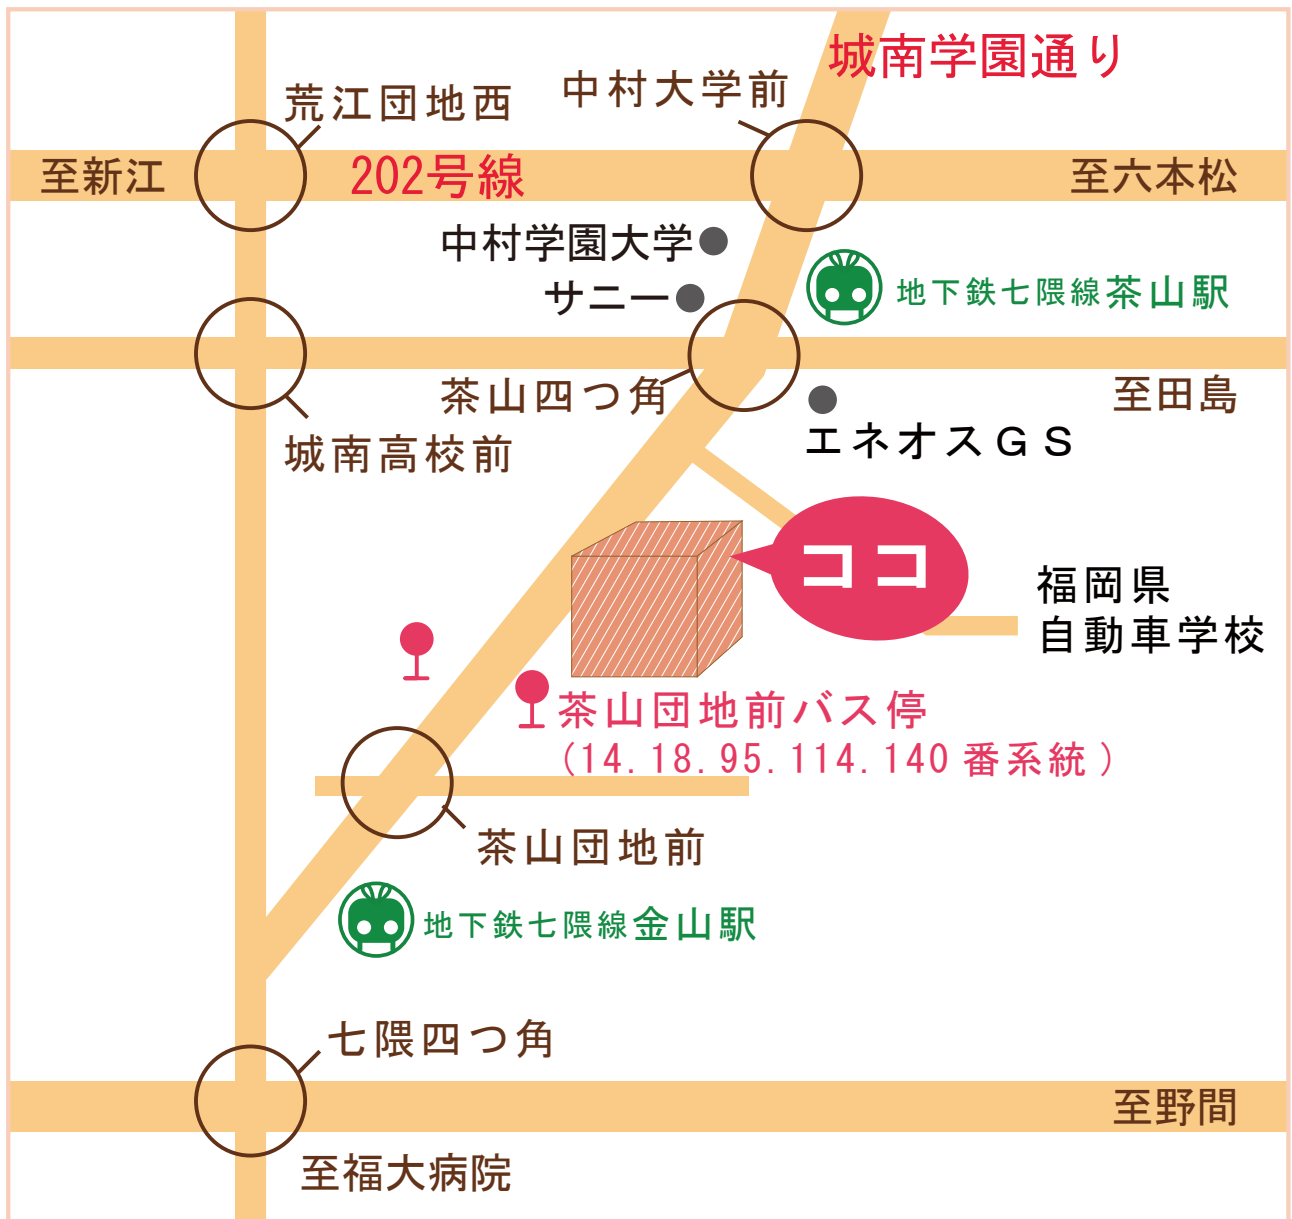 城南学園通り
中村大学前
荒江団地西
至新江
202号線
至六本松
中村学園大学
サニー
地下鉄七隈線茶山駅
茶山四つ角
至田島
城南高校前
エネオスＧＳ
ココ
福岡県
自動車学校
茶山団地前バス停
(14.18.95.114.140番系統)
茶山団地前
地下鉄七隈線金山駅
七隈四つ角
至野間
至福大病院